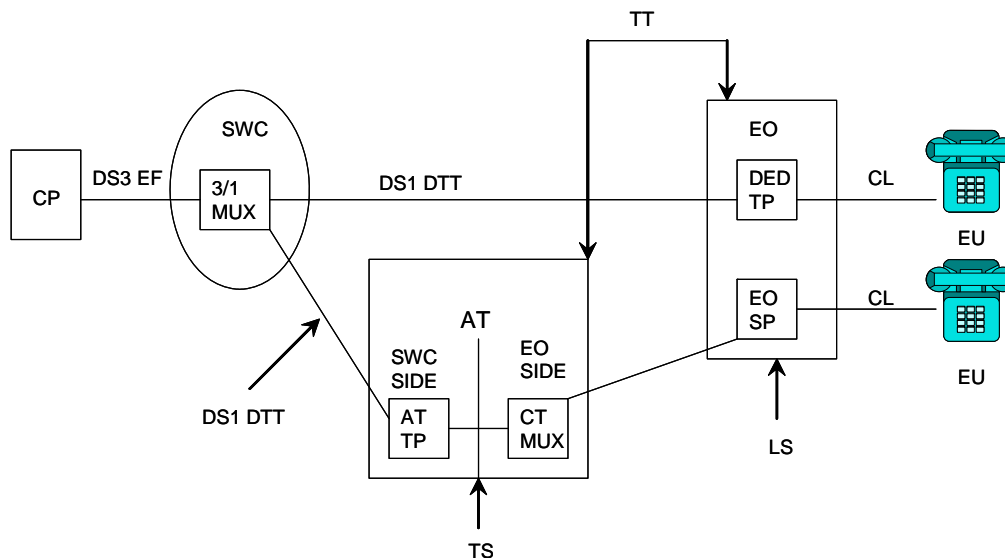 TT
SWC
EO
CP
DS3 EF
3/1
MUX
DS1 DTT
DED
TP
CL
EU
AT
SWC
SIDE
EO
SIDE
EO
SP
CL
EU
DS1 DTT
AT
TP
CT
MUX
LS
TS